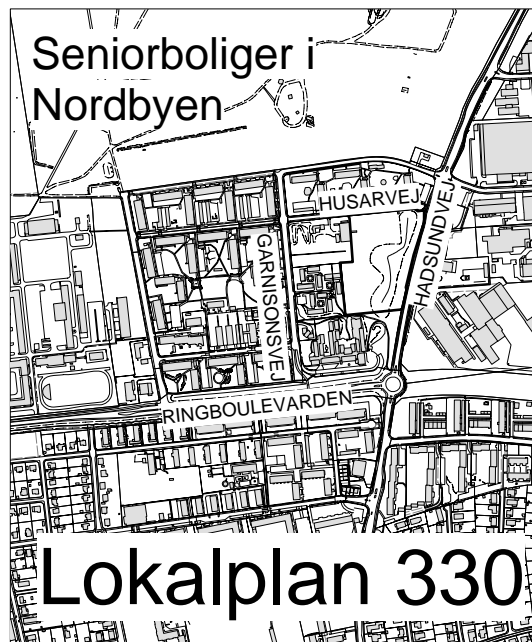 Seniorboliger i
Nordbyen
HUSARVEJ
HADSUNDVEJ
GARNISONSVEJ
RINGBOULEVARDEN
Lokalplan 330